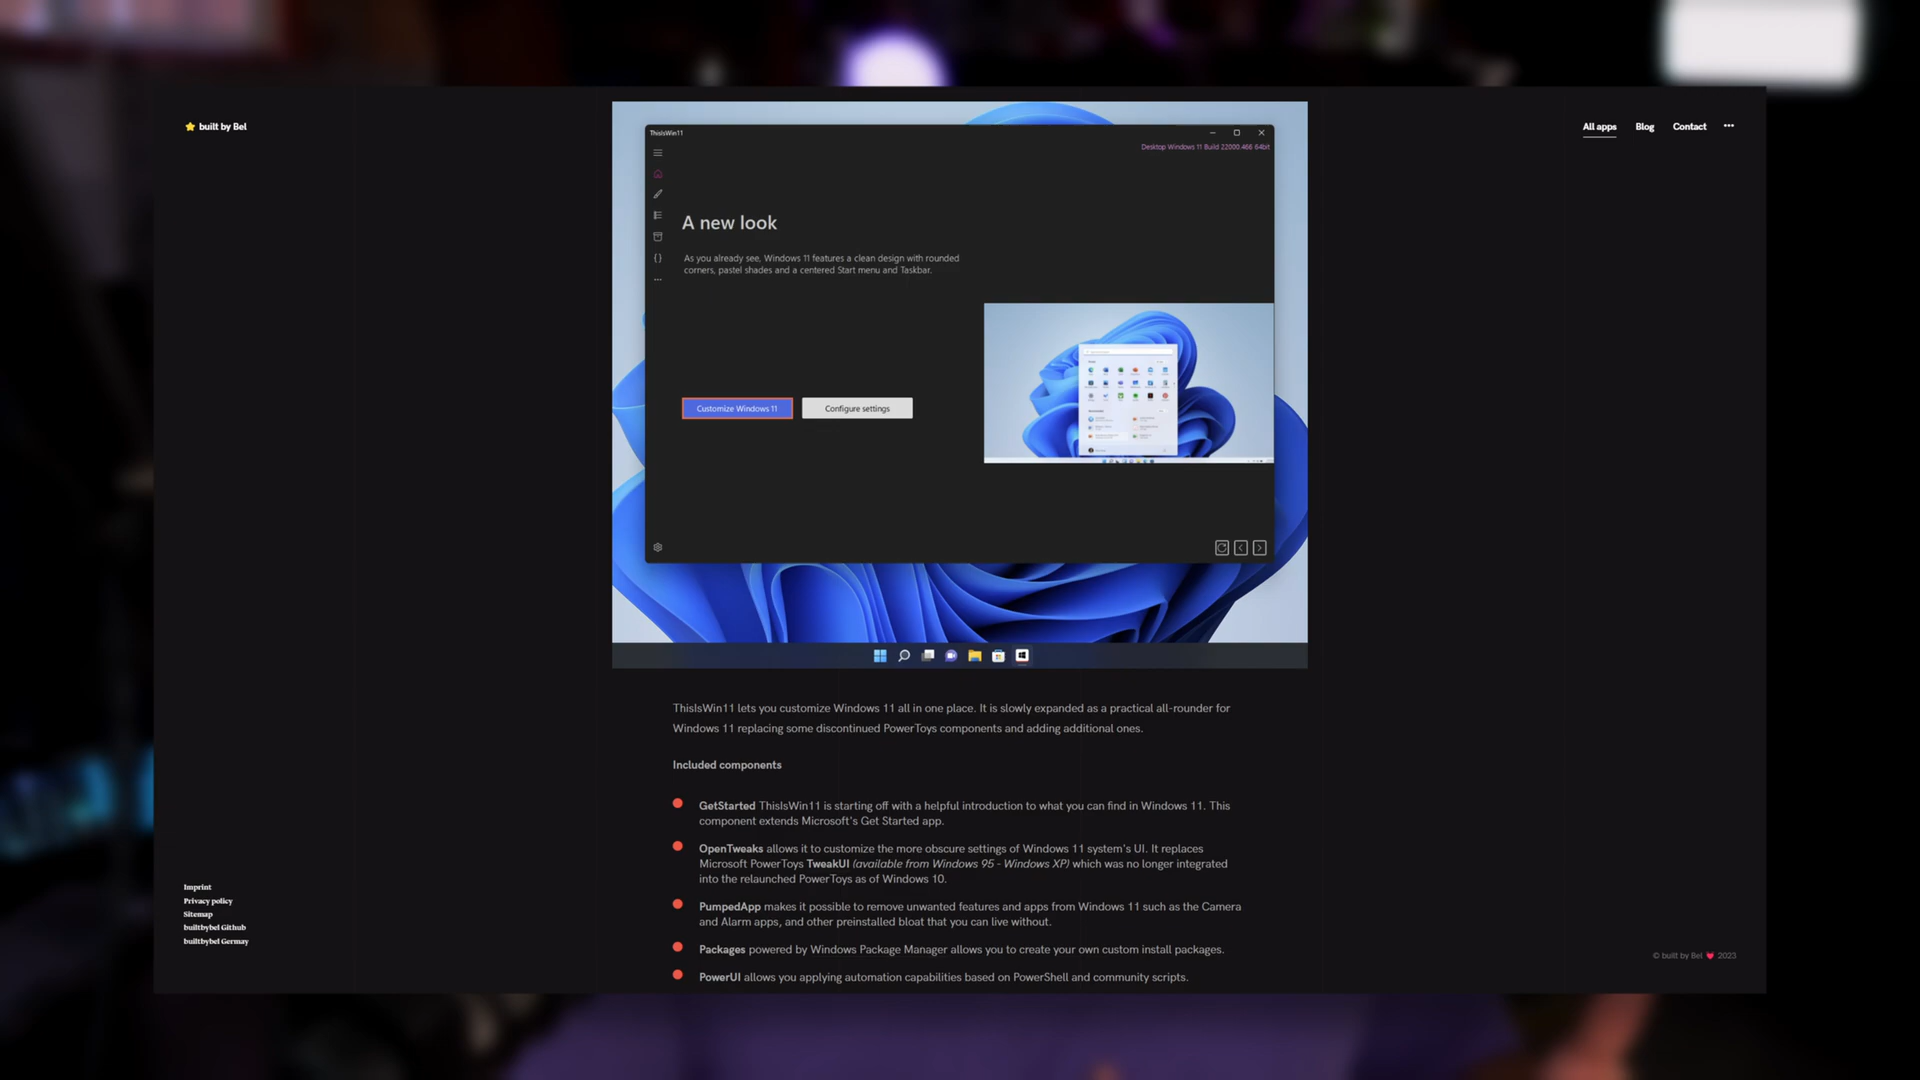 built by Bel
All apps
Blog
Contact
ThisIsWin11
Desktop Windows 11 Build 22000.466 64bit
A new look
As you already see, Windows 11 features a clean design with rounded
corners, pastel shades and a centered Start menu and Taskbar.
Customize Windows 11
Configure settings
ThisIsWin11 lets you customize Windows 11 all in one place. It is slowly expanded as a practical all-rounder for
Windows 11 replacing some discontinued PowerToys components and adding additional ones.
Included components
GetStarted ThisIsWin11 is starting off with a helpful introduction to what you can find in Windows 11. This
component extends Microsoft's Get Started app.
OpenTweaks allows it to customize the more obscure settings of Windows 11 system's UI. It replaces
Microsoft PowerToys TweakUI (available from Windows 95 - Windows XP) which was no longer integrated
into the relaunched PowerToys as of Windows 10.
PumpedApp makes it possible to remove unwanted features and apps from Windows 11 such as the Camera
and Alarm apps, and other preinstalled bloat that you can live without.
Packages powered by Windows Package Manager allows you to create your own custom install packages.
PowerUI allows you applying automation capabilities based on PowerShell and community scripts.
Imprint
Privacy policy
Sitemap
builtbybel Github
builtbybel Germay
© built by Bel ♥ 2023